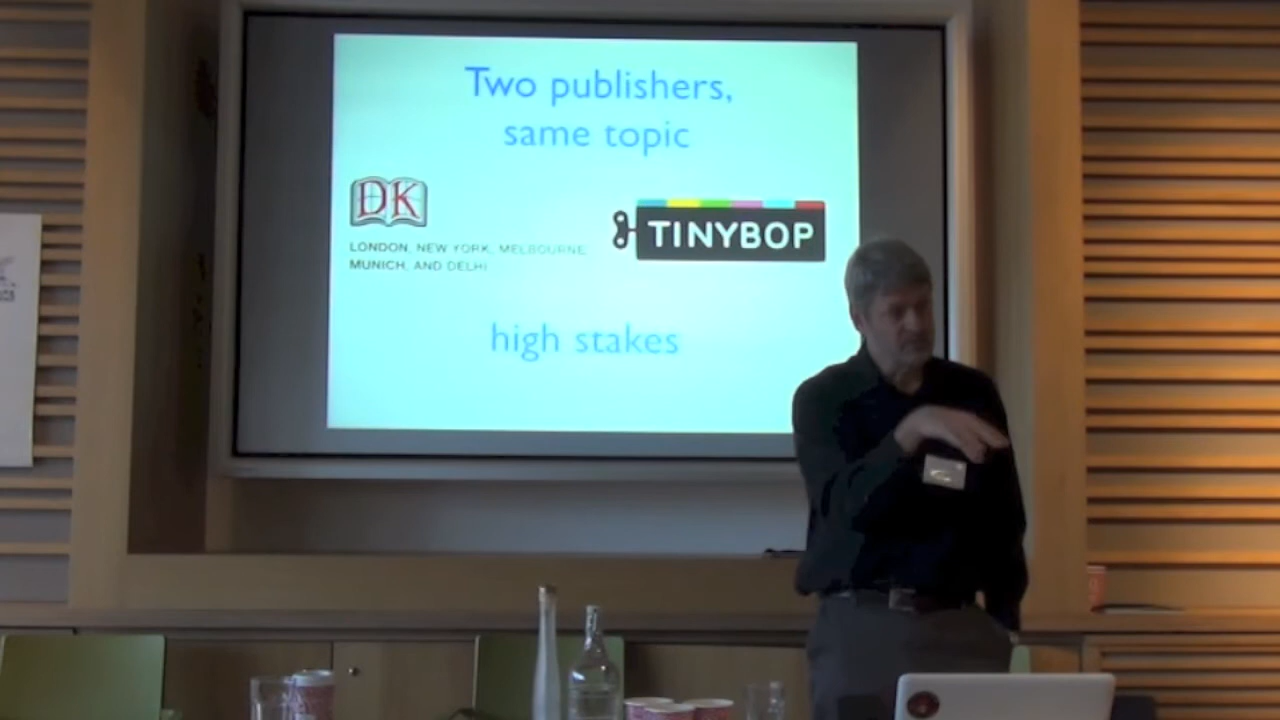 Two publishers,
same topic
DK
LONDON, NEW YORK, MELBOURNE
MUNICH, AND DELHI
TINYBOP
high stakes